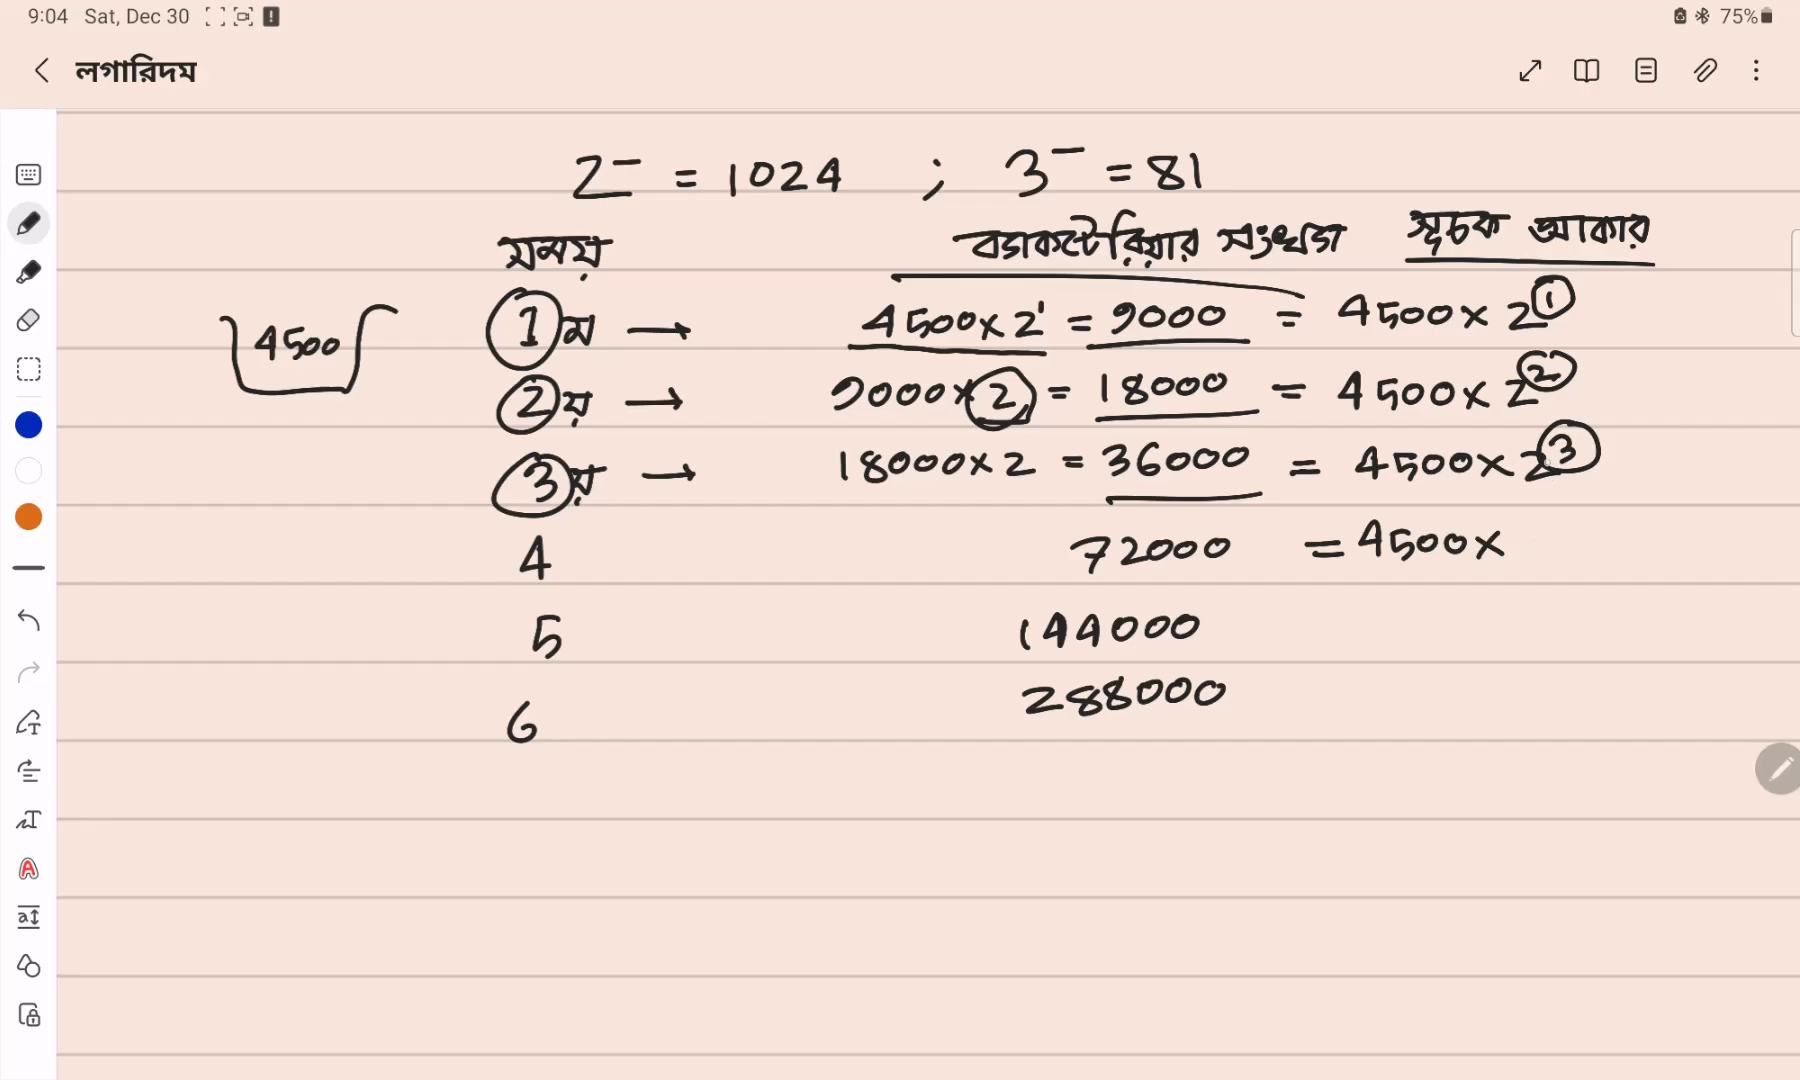 9:04 Sat, Dec 30 75%
লগারিদম
2⁻ = 1024 ; 3⁻ = 81
সময় ব্যাকটেরিয়ার সংখ্যা সূচক আকার
4500 1ম → 4500 × 2¹ = 9000 = 4500 × 2¹
2য় → 9000 × 2 = 18000 = 4500 × 2²
3য় → 18000 × 2 = 36000 = 4500 × 2³
4 72000 = 4500 ×
5 144000
6 288000